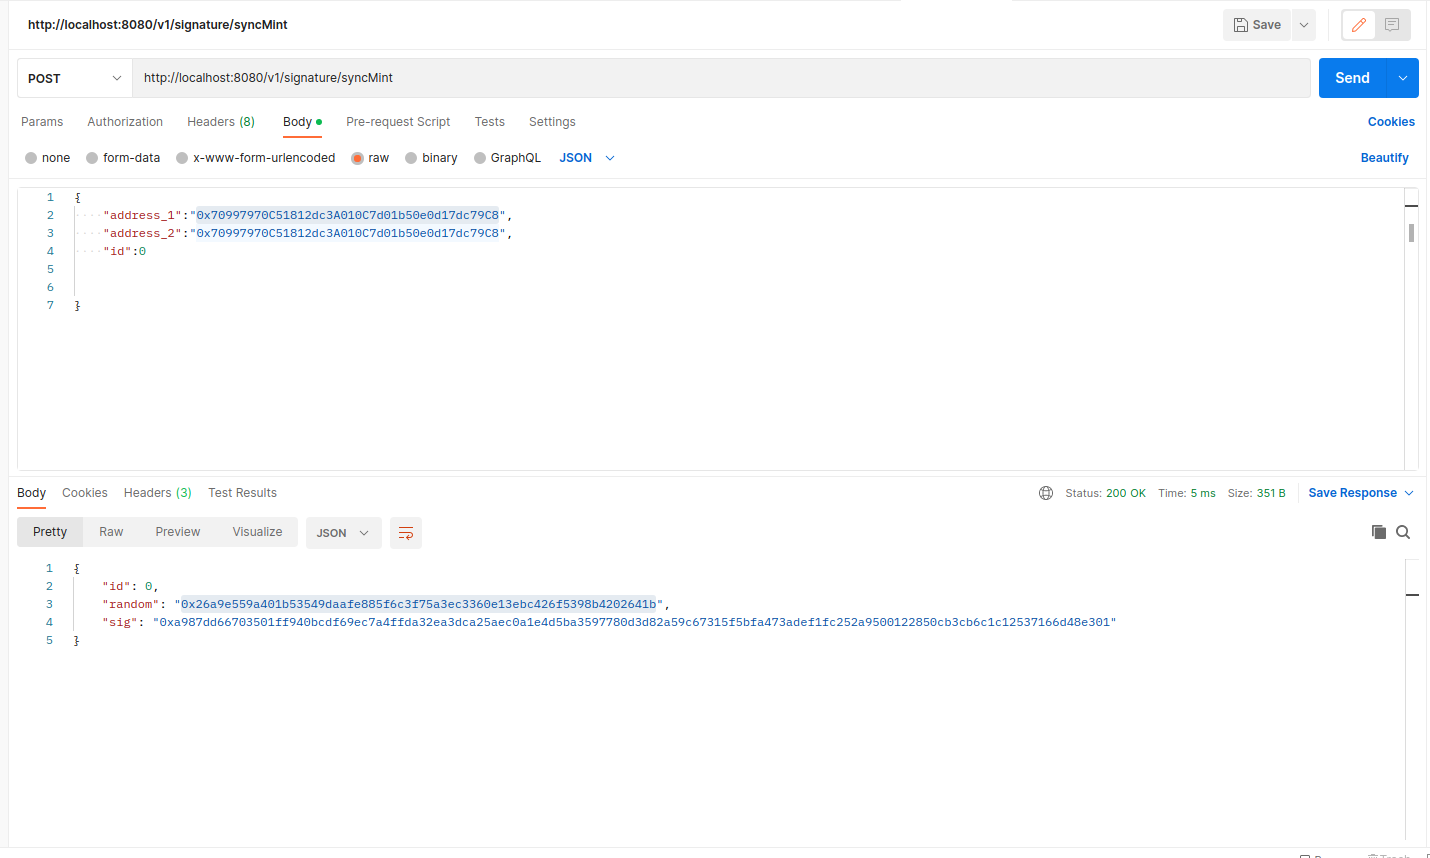 http://localhost:8080/v1/signature/syncMint
Save
POST
http://localhost:8080/v1/signature/syncMint
Send
Params Authorization Headers (8) Body Pre-request Script Tests Settings Cookies
none form-data x-www-form-urlencoded raw binary GraphQL JSON Beautify
1 {
2 "address_1":"0x70997970C51812dc3A010C7d01b50e0d17dc79C8",
3 "address_2":"0x70997970C51812dc3A010C7d01b50e0d17dc79C8",
4 "id":0
5
6
7 }
Body Cookies Headers (3) Test Results Status: 200 OK Time: 5 ms Size: 351 B Save Response
Pretty Raw Preview Visualize JSON
1 {
2 "id": 0,
3 "random": "0x26a9e559a401b53549daafe885f6c3f75a3ec3360e13ebc426f5398b4202641b",
4 "sig": "0xa987dd66703501ff940bcdf69ec7a4ffda32ea3dca25aec0a1e4d5ba3597780d3d82a59c67315f5bfa473adef1fc252a9500122850cb3cb6c1c12537166d48e301"
5 }